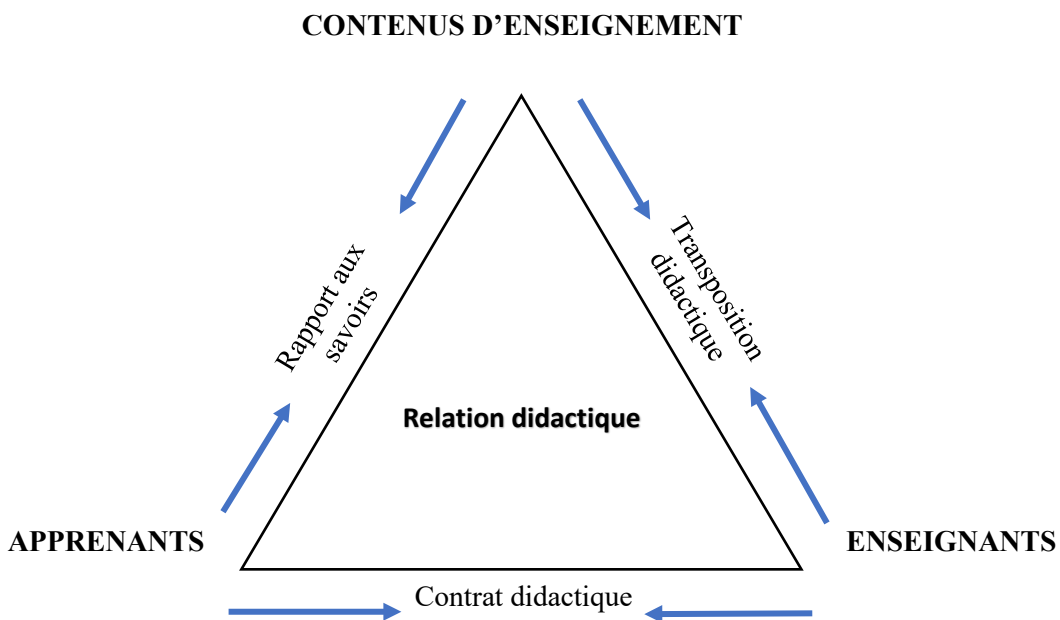 CONTENUS D’ENSEIGNEMENT
Rapport aux
savoirs
Transposition
didactique
Relation didactique
APPRENANTS
ENSEIGNANTS
Contrat didactique